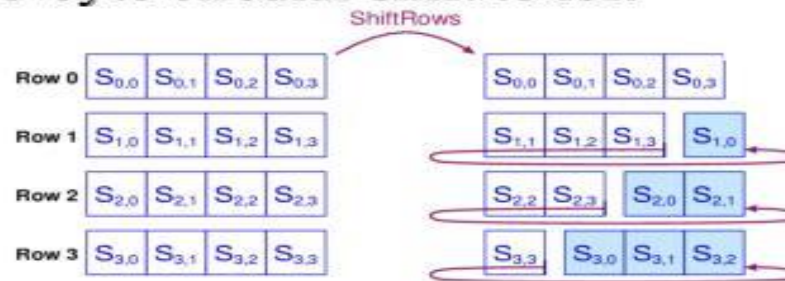 ShiftRows
Row 0 S0,0 S0,1 S0,2 S0,3 S0,0 S0,1 S0,2 S0,3
Row 1 S1,0 S1,1 S1,2 S1,3 S1,1 S1,2 S1,3 S1,0
Row 2 S2,0 S2,1 S2,2 S2,3 S2,2 S2,3 S2,0 S2,1
Row 3 S3,0 S3,1 S3,2 S3,3 S3,3 S3,0 S3,1 S3,2